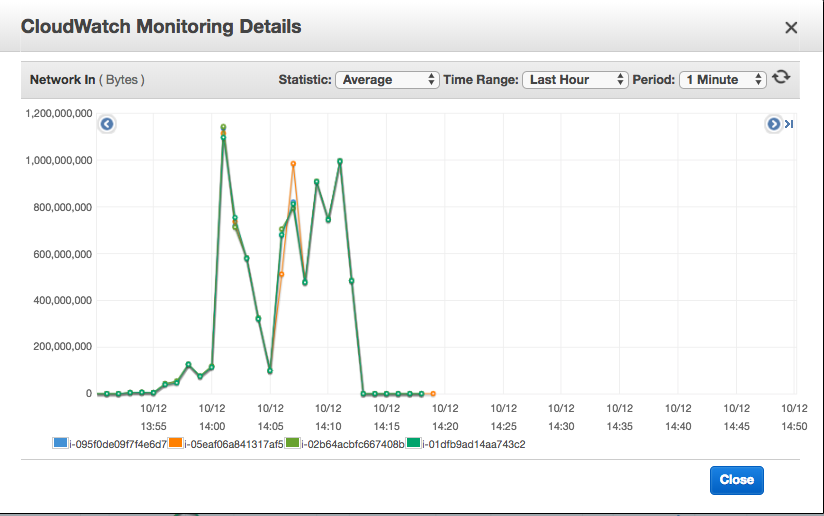 CloudWatch Monitoring Details
Network In ( Bytes ) Statistic: Average Time Range: Last Hour Period: 1 Minute
1,200,000,000
1,000,000,000
800,000,000
600,000,000
400,000,000
200,000,000
0
10/12 10/12 10/12 10/12 10/12 10/12 10/12 10/12 10/12 10/12 10/12 10/12
13:55 14:00 14:05 14:10 14:15 14:20 14:25 14:30 14:35 14:40 14:45 14:50
i-095f0de09f7f4e6d7 i-05eaf06a841317af5 i-02b64acbfc667408b i-01dfb9ad14aa743c2
Close